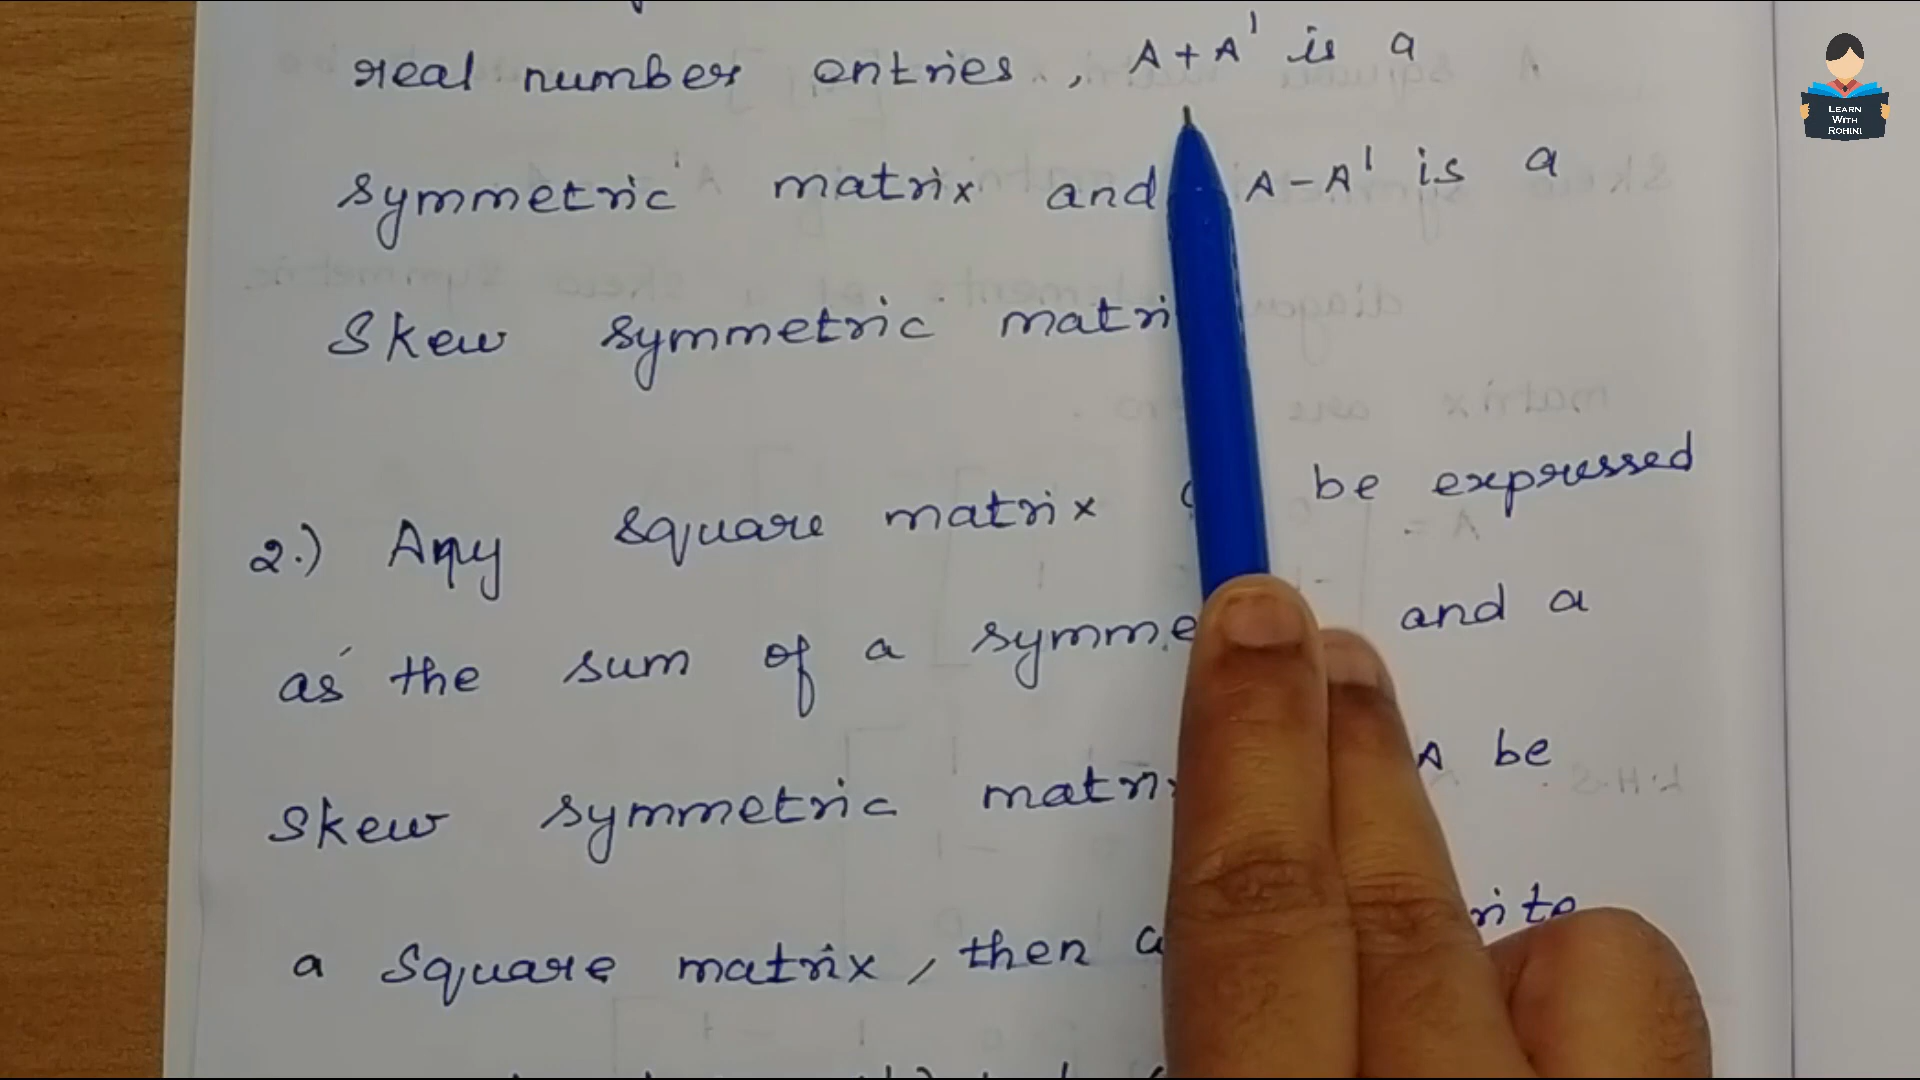 real number entries, A+A' is a
symmetric matrix and A-A' is a
Skew symmetric matri
2.) Any square matrix be expressed
as the sum of a symme and a
Skew symmetric matri A be
a square matrix, then
LEARN
WITH
ROHINI